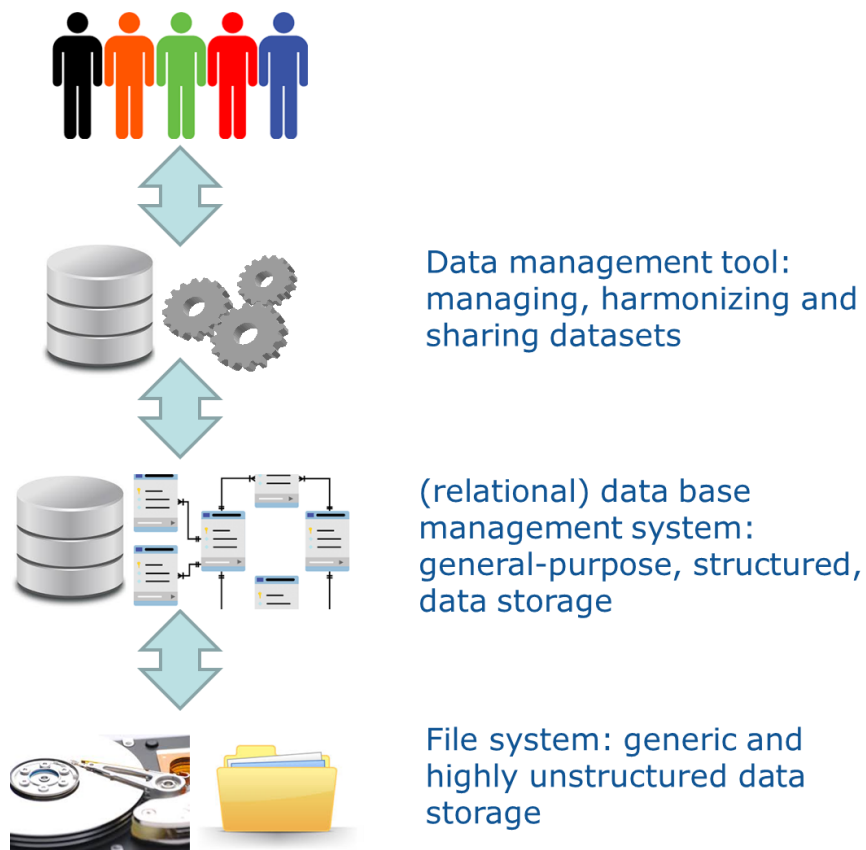 Data management tool:
managing, harmonizing and
sharing datasets
(relational) data base
management system:
general-purpose, structured,
data storage
File system: generic and
highly unstructured data
storage